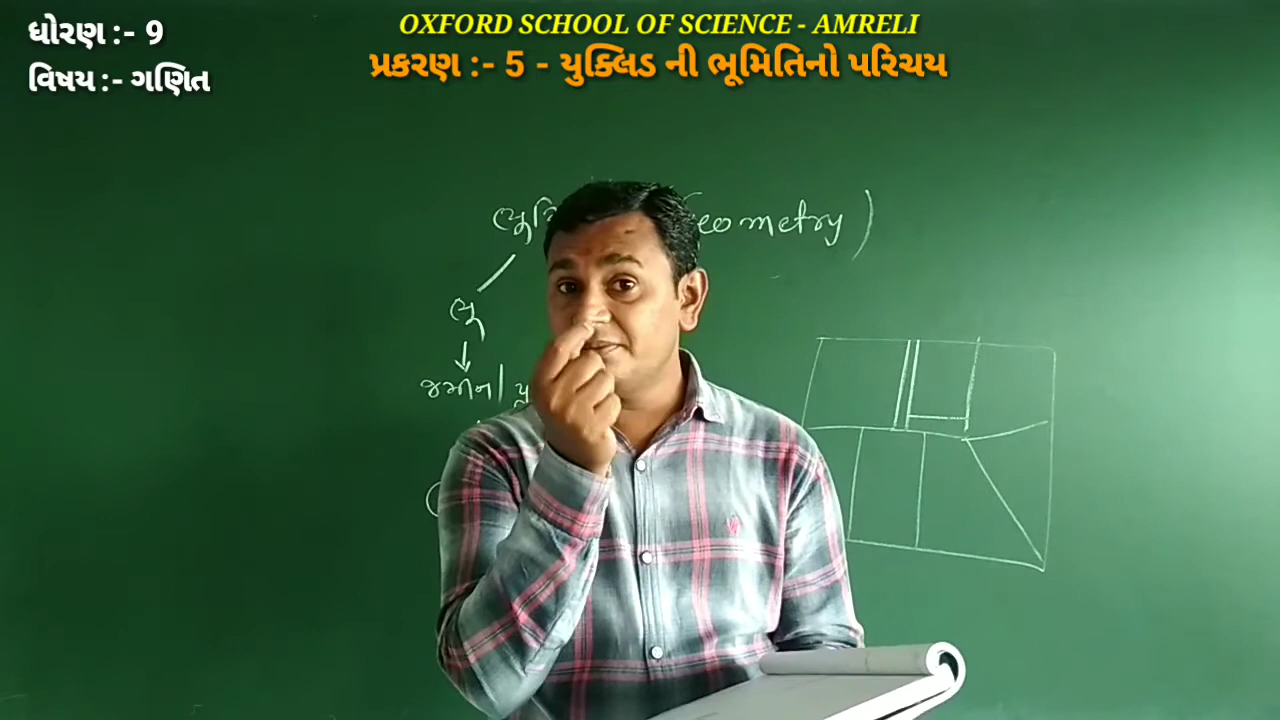 OXFORD SCHOOL OF SCIENCE - AMRELI
ધોરણ :- 9
પ્રકરણ :- 5 - યુક્લિડ ની ભૂમિતિનો પરિચય
વિષય :- ગણિત
eometry )
ભૂ
જમીન /